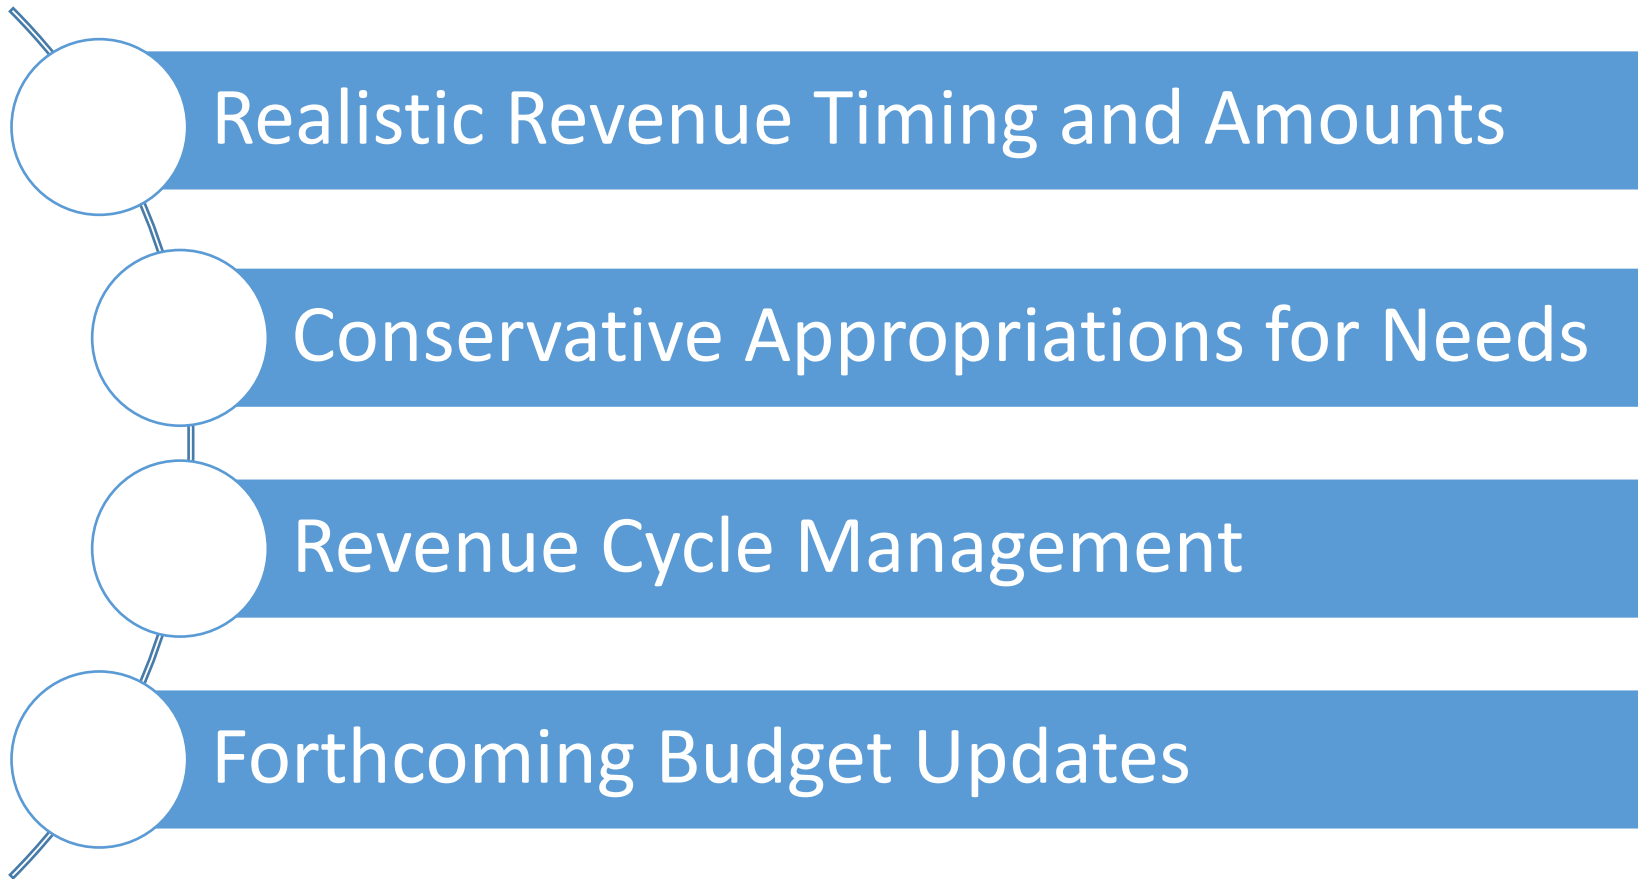 Realistic Revenue Timing and Amounts
Conservative Appropriations for Needs
Revenue Cycle Management
Forthcoming Budget Updates